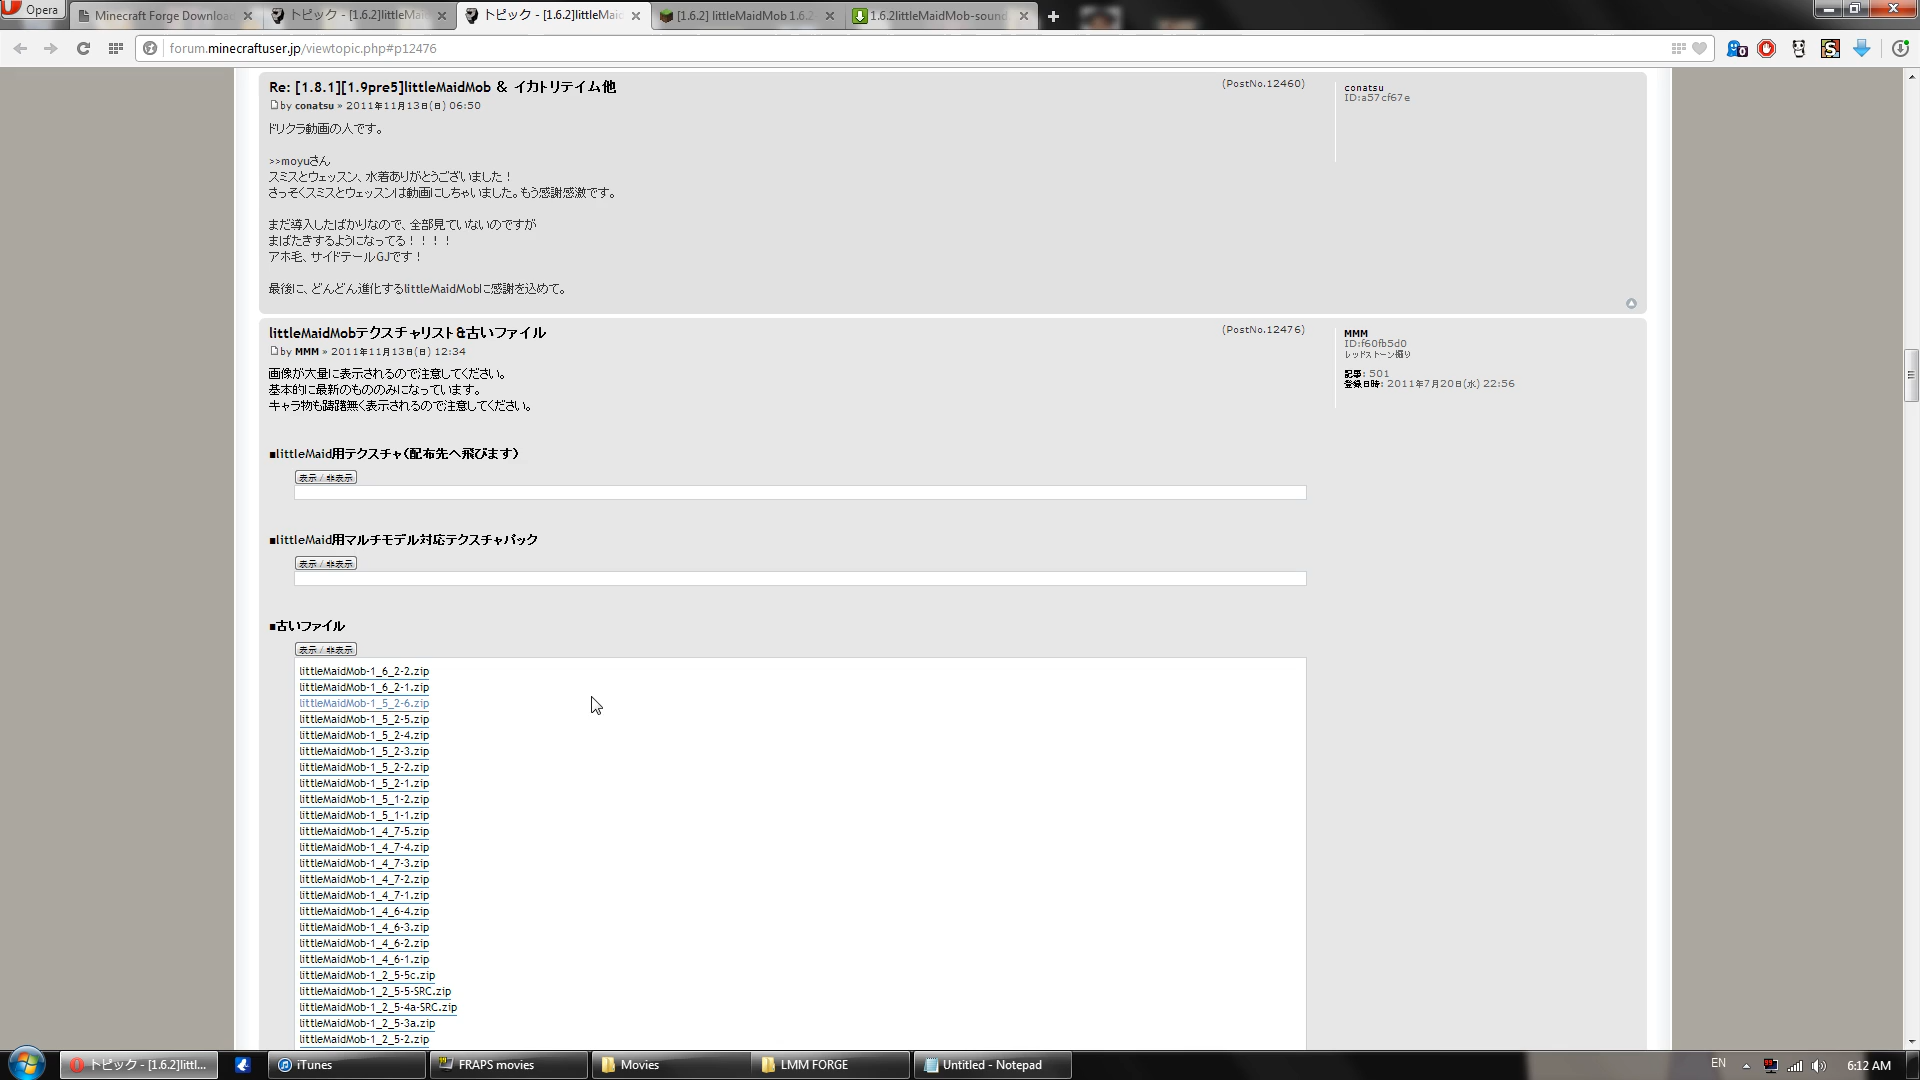 Opera
Minecraft Forge Download
トピック - [1.6.2]littleMaid
トピック - [1.6.2]littleMaid
[1.6.2] littleMaidMob 1.6.2
1.6.2littleMaidMob-soun
forum.minecraftuser.jp/viewtopic.php#p12476
Re: [1.8.1][1.9pre5]littleMaidMob & イカトリテイム他
(PostNo.12460)
conatsu
ID:a57cf67e
by conatsu » 2011年11月13日(日) 06:50
ドリクラ動画の人です。
>>moyuさん
スミスとウェッスン、水着ありがとうございました！
さっそくスミスとウェッスンは動画にしちゃいました。もう感謝感激です。
まだ導入したばかりなので、全部見ていないのですが
まばたきするようになってる！！！！
アホ毛、サイドテールGJです！
最後に、どんどん進化するlittleMaidMobに感謝を込めて。
littleMaidMobテクスチャリスト&古いファイル
(PostNo.12476)
MMM
ID:f60fb5d0
レッドストーン掘り
記事: 501
登録日時: 2011年7月20日(水) 22:56
by MMM » 2011年11月13日(日) 12:34
画像が大量に表示されるので注意してください。
基本的に最新のもののみになっています。
キャラ物も躊躇無く表示されるので注意してください。
■littleMaid用テクスチャ(配布先へ飛びます)
表示 / 非表示
■littleMaid用マルチモデル対応テクスチャパック
表示 / 非表示
■古いファイル
表示 / 非表示
littleMaidMob-1_6_2-2.zip
littleMaidMob-1_6_2-1.zip
littleMaidMob-1_5_2-6.zip
littleMaidMob-1_5_2-5.zip
littleMaidMob-1_5_2-4.zip
littleMaidMob-1_5_2-3.zip
littleMaidMob-1_5_2-2.zip
littleMaidMob-1_5_2-1.zip
littleMaidMob-1_5_1-2.zip
littleMaidMob-1_5_1-1.zip
littleMaidMob-1_4_7-5.zip
littleMaidMob-1_4_7-4.zip
littleMaidMob-1_4_7-3.zip
littleMaidMob-1_4_7-2.zip
littleMaidMob-1_4_7-1.zip
littleMaidMob-1_4_6-4.zip
littleMaidMob-1_4_6-3.zip
littleMaidMob-1_4_6-2.zip
littleMaidMob-1_4_6-1.zip
littleMaidMob-1_2_5-5c.zip
littleMaidMob-1_2_5-5-SRC.zip
littleMaidMob-1_2_5-4a-SRC.zip
littleMaidMob-1_2_5-3a.zip
littleMaidMob-1_2_5-2.zip
トピック - [1.6.2]littl...
iTunes
FRAPS movies
Movies
LMM FORGE
Untitled - Notepad
EN
6:12 AM